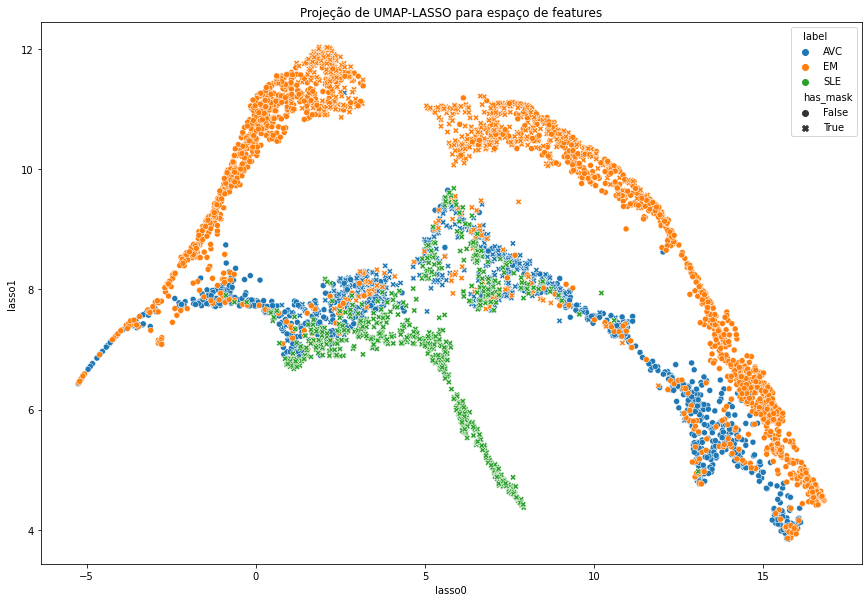 Projeção de UMAP-LASSO para espaço de features
label
AVC
EM
SLE
has_mask
False
True
12
10
8
6
4
lasso1
−5
0
5
10
15
lasso0